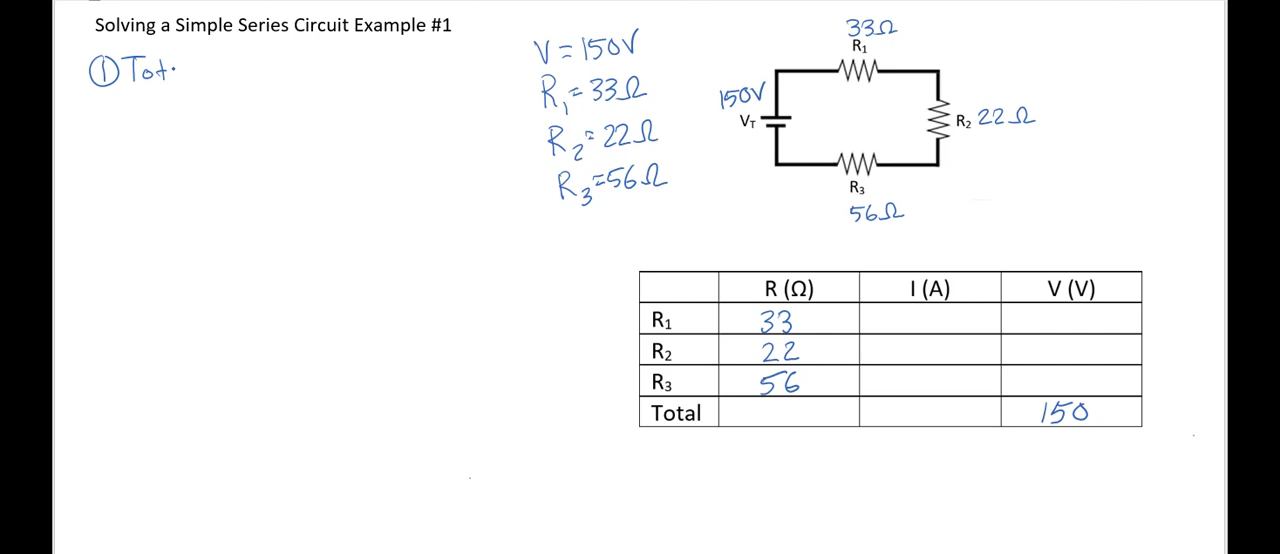 Solving a Simple Series Circuit Example #1
① Tot.
V = 150V
R₁ = 33Ω
R₂ = 22Ω
R₃ = 56Ω
33Ω
R₁
150V
V_T
R₂ 22Ω
R₃
56Ω
R (Ω) I (A) V (V)
R₁ 33
R₂ 22
R₃ 56
Total 150